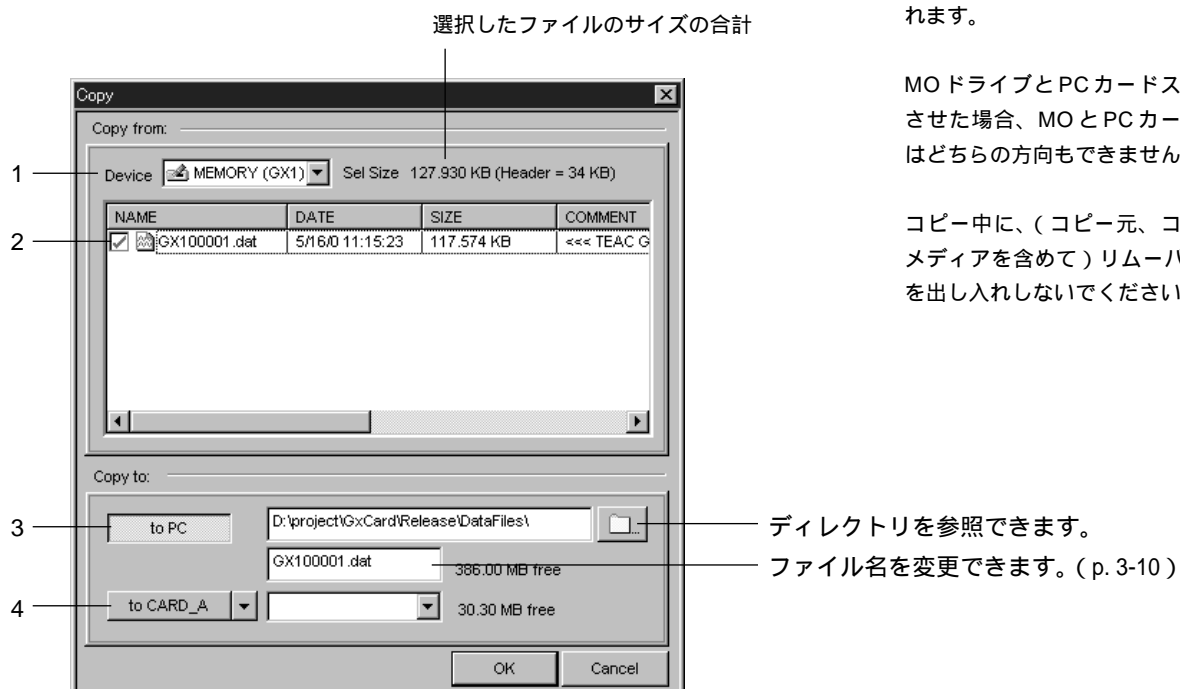 選択したファイルのサイズの合計
Copy
Copy from:
1
Device MEMORY (GX1) Sel Size 127.930 KB (Header = 34 KB)
NAME DATE SIZE COMMENT
2
GX100001.dat 5/16/0 11:15:23 117.574 KB <<< TEAC G
Copy to:
3
to PC D:\project\GxCard\Release\DataFiles\
ディレクトリを参照できます。
GX100001.dat 386.00 MB free
ファイル名を変更できます。( p. 3-10 )
4
to CARD_A 30.30 MB free
OK Cancel
れます。
MO ドライブと PC カードス
させた場合、MO と PC カー
はどちらの方向もできません
コピー中に、( コピー元、コ
メディアを含めて ) リムーバ
を出し入れしないでください